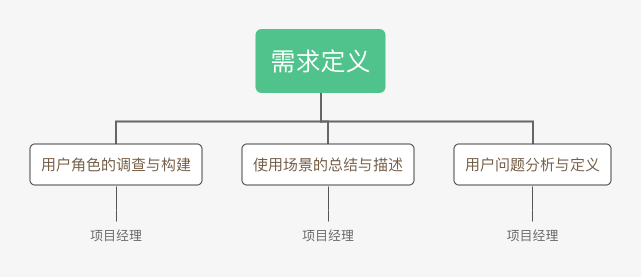 需求定义
用户角色的调查与构建
使用场景的总结与描述
用户问题分析与定义
项目经理
项目经理
项目经理